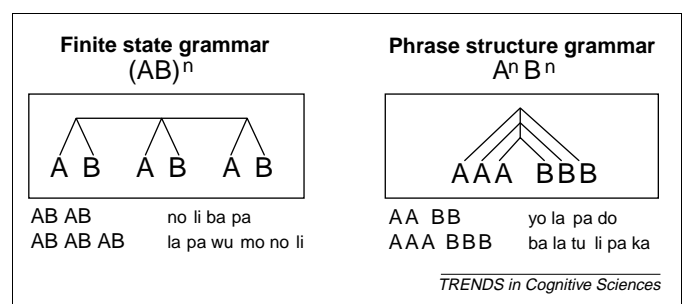 Finite state grammar
(AB)ⁿ
A B A B A B
AB AB no li ba pa
AB AB AB la pa wu mo no li
Phrase structure grammar
Aⁿ Bⁿ
AAA BBB
AA BB yo la pa do
AAA BBB ba la tu li pa ka
TRENDS in Cognitive Sciences